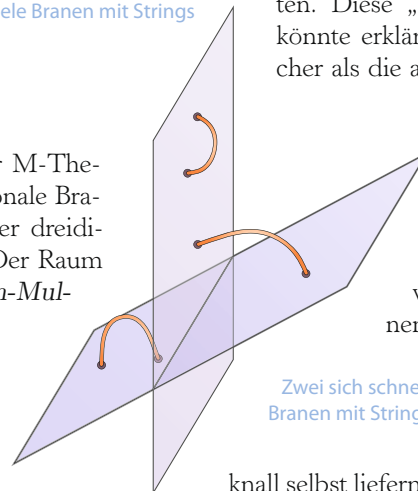 ele Branen mit Strings
ten. Diese „
könnte erklär
cher als die a
M-The-
onale Bra-
er dreidi-
Der Raum
n-Mul-
nen
Zwei sich schne
Branen mit String
knall selbst liefern